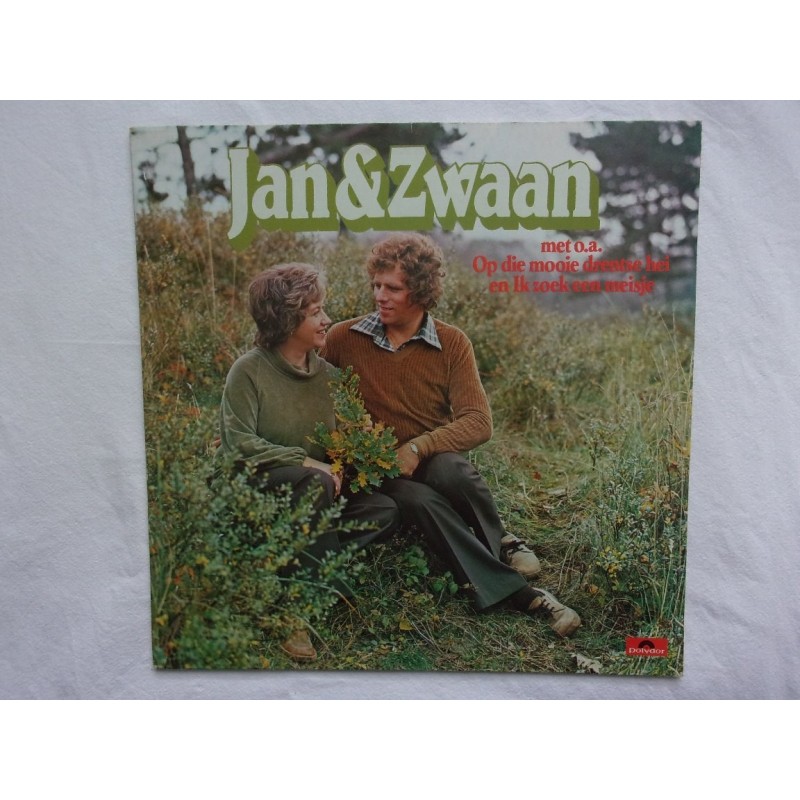 Jan&Zwaan
met o.a.
Op die mooie drentse hei
en Ik zoek een meisje
Polydor